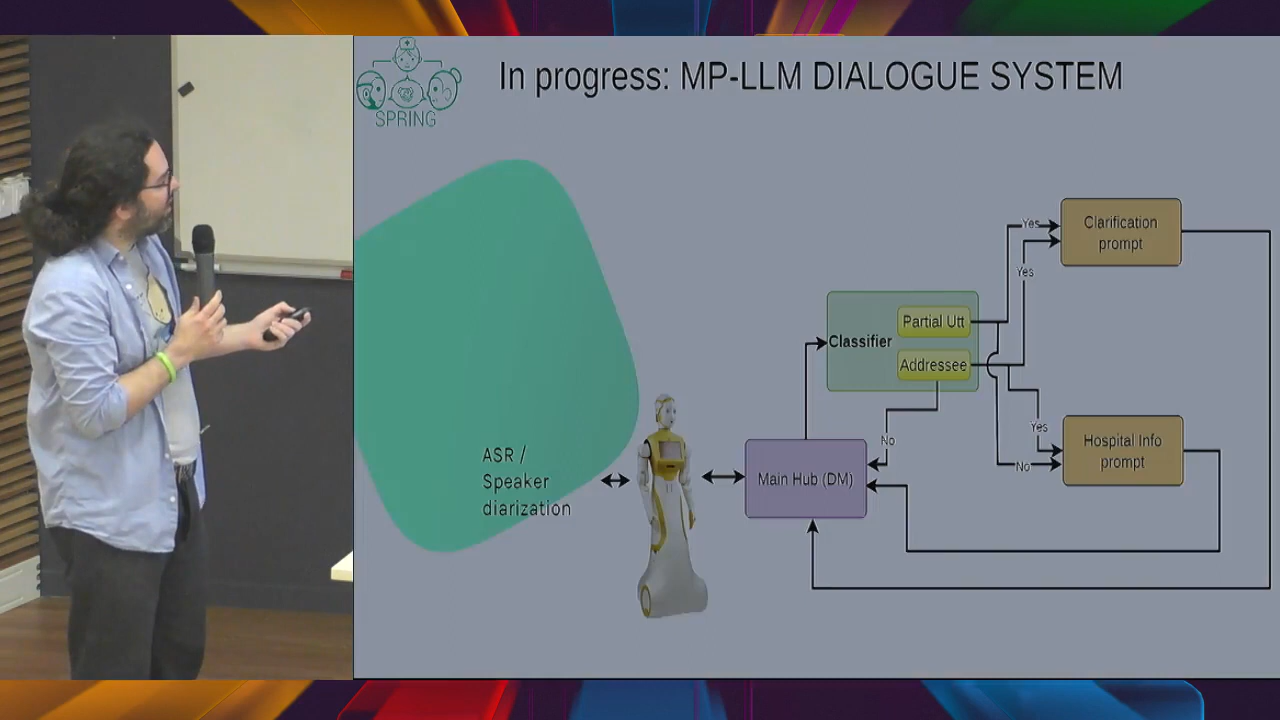 In progress: MP-LLM DIALOGUE SYSTEM
SPRING
Yes
Clarification
prompt
Yes
Partial Utt
Classifier
Addressee
Yes
No
Hospital Info
prompt
No
ASR /
Speaker
diarization
Main Hub (DM)